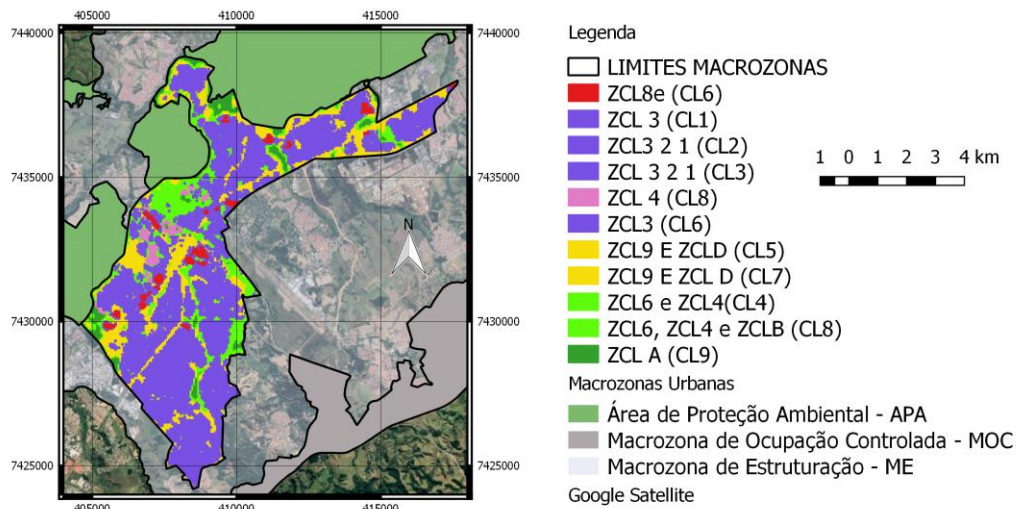 405000 410000 415000
7440000 7440000
7435000 7435000
7430000 7430000
7425000 7425000
405000 410000 415000
N
Legenda
LIMITES MACROZONAS
ZCL8e (CL6)
ZCL 3 (CL1)
ZCL3 2 1 (CL2)
ZCL 3 2 1 (CL3)
ZCL 4 (CL8)
ZCL3 (CL6)
ZCL9 E ZCLD (CL5)
ZCL9 E ZCL D (CL7)
ZCL6 e ZCL4(CL4)
ZCL6, ZCL4 e ZCLB (CL8)
ZCL A (CL9)
Macrozonas Urbanas
Área de Proteção Ambiental - APA
Macrozona de Ocupação Controlada - MOC
Macrozona de Estruturação - ME
Google Satellite
1 0 1 2 3 4 km